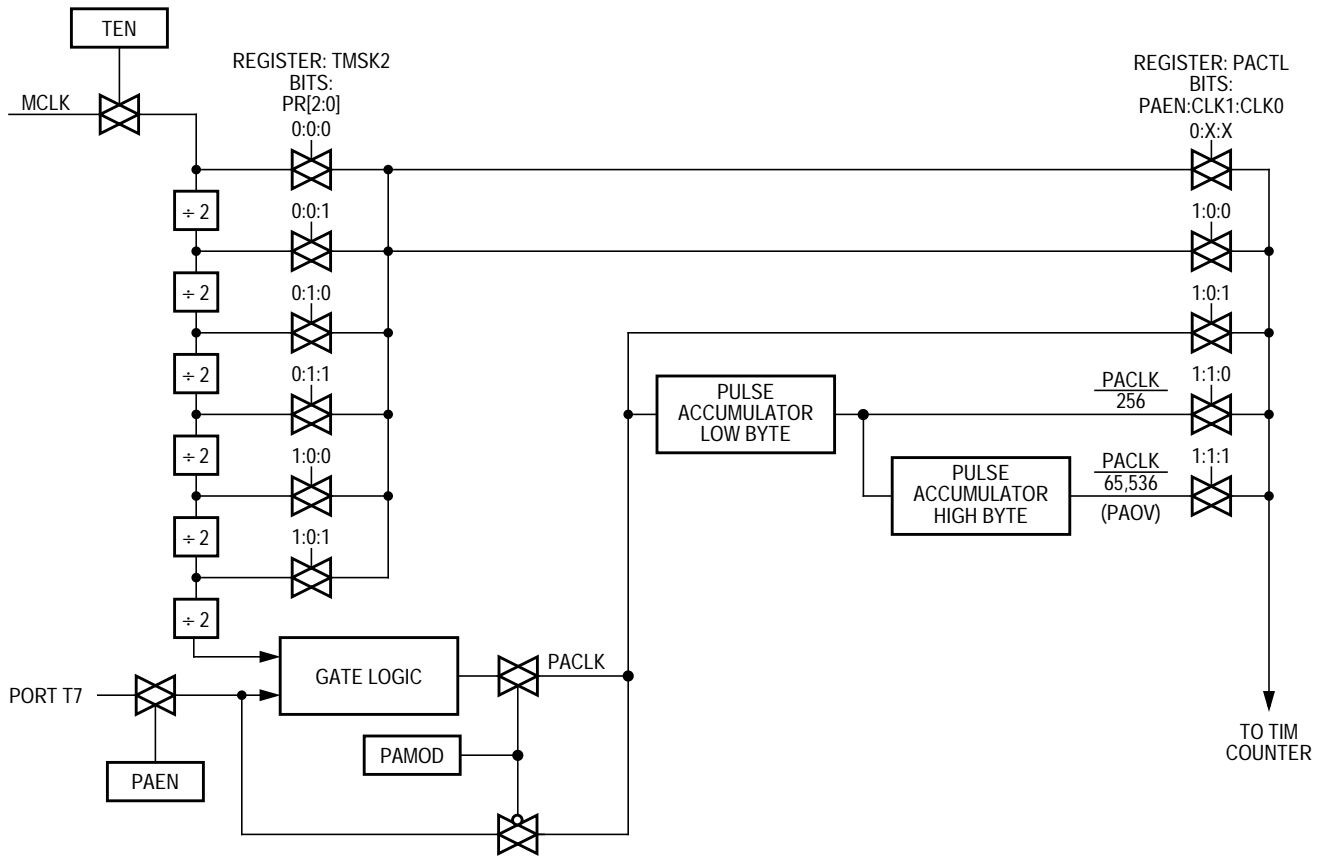 TEN
MCLK
REGISTER: TMSK2
BITS:
PR[2:0]
0:0:0
REGISTER: PACTL
BITS:
PAEN:CLK1:CLK0
0:X:X
÷ 2
0:0:1
1:0:0
÷ 2
0:1:0
1:0:1
÷ 2
0:1:1
PULSE
ACCUMULATOR
LOW BYTE
PACLK
256
1:1:0
÷ 2
1:0:0
PULSE
ACCUMULATOR
HIGH BYTE
PACLK
65,536
(PAOV)
1:1:1
÷ 2
1:0:1
÷ 2
GATE LOGIC
PACLK
PORT T7
PAMOD
PAEN
TO TIM
COUNTER